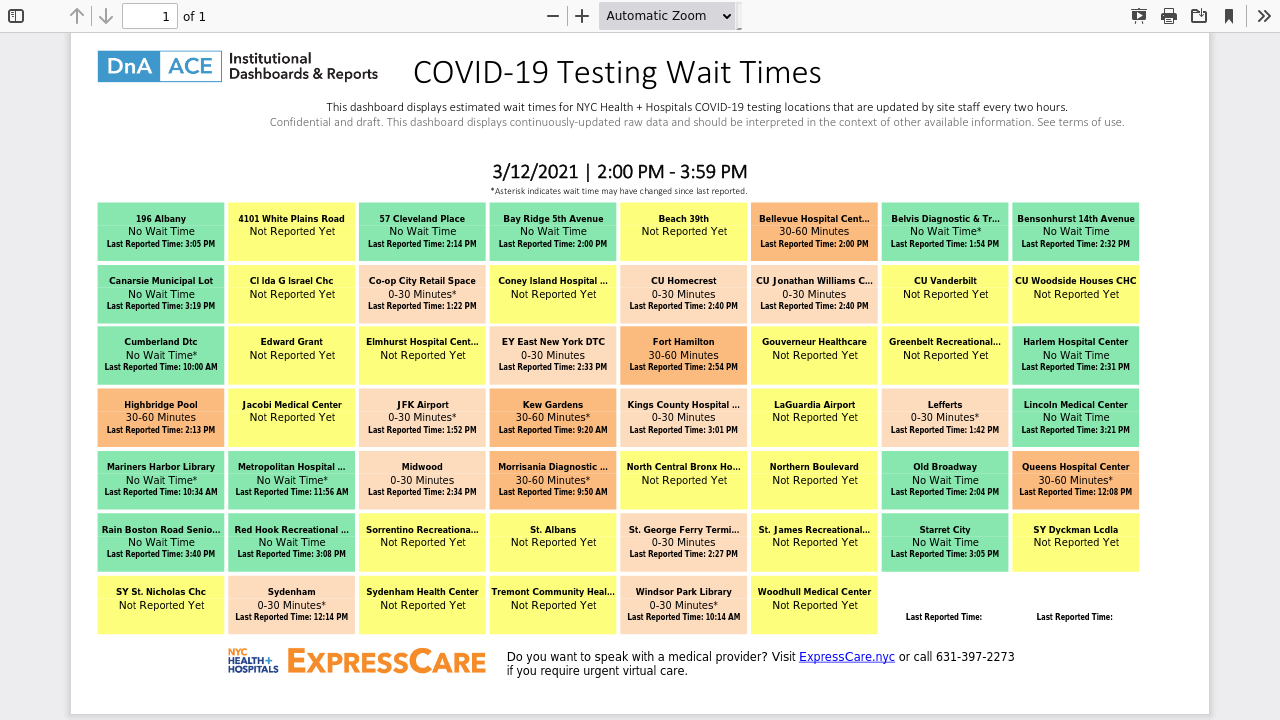 1 of 1
Automatic Zoom
DnA ACE Institutional
Dashboards & Reports
COVID-19 Testing Wait Times
This dashboard displays estimated wait times for NYC Health + Hospitals COVID-19 testing locations that are updated by site staff every two hours.
Confidential and draft. This dashboard displays continuously-updated raw data and should be interpreted in the context of other available information. See terms of use.
3/12/2021 | 2:00 PM - 3:59 PM
*Asterisk indicates wait time may have changed since last reported.
196 Albany
No Wait Time
Last Reported Time: 3:05 PM
4101 White Plains Road
Not Reported Yet
57 Cleveland Place
No Wait Time
Last Reported Time: 2:14 PM
Bay Ridge 5th Avenue
No Wait Time
Last Reported Time: 2:00 PM
Beach 39th
Not Reported Yet
Bellevue Hospital Cent...
30-60 Minutes
Last Reported Time: 2:00 PM
Belvis Diagnostic & Tr...
No Wait Time*
Last Reported Time: 1:54 PM
Bensonhurst 14th Avenue
No Wait Time
Last Reported Time: 2:32 PM
Canarsie Municipal Lot
No Wait Time
Last Reported Time: 3:19 PM
CI Ida G Israel Chc
Not Reported Yet
Co-op City Retail Space
0-30 Minutes*
Last Reported Time: 1:22 PM
Coney Island Hospital ...
Not Reported Yet
CU Homecrest
0-30 Minutes
Last Reported Time: 2:40 PM
CU Jonathan Williams C...
0-30 Minutes
Last Reported Time: 2:40 PM
CU Vanderbilt
Not Reported Yet
CU Woodside Houses CHC
Not Reported Yet
Cumberland Dtc
No Wait Time*
Last Reported Time: 10:00 AM
Edward Grant
Not Reported Yet
Elmhurst Hospital Cent...
Not Reported Yet
EY East New York DTC
0-30 Minutes
Last Reported Time: 2:33 PM
Fort Hamilton
30-60 Minutes
Last Reported Time: 2:54 PM
Gouverneur Healthcare
Not Reported Yet
Greenbelt Recreational...
Not Reported Yet
Harlem Hospital Center
No Wait Time
Last Reported Time: 2:31 PM
Highbridge Pool
30-60 Minutes
Last Reported Time: 2:13 PM
Jacobi Medical Center
Not Reported Yet
JFK Airport
0-30 Minutes*
Last Reported Time: 1:52 PM
Kew Gardens
30-60 Minutes*
Last Reported Time: 9:20 AM
Kings County Hospital ...
0-30 Minutes
Last Reported Time: 3:01 PM
LaGuardia Airport
Not Reported Yet
Lefferts
0-30 Minutes*
Last Reported Time: 1:42 PM
Lincoln Medical Center
No Wait Time
Last Reported Time: 3:21 PM
Mariners Harbor Library
No Wait Time*
Last Reported Time: 10:34 AM
Metropolitan Hospital ...
No Wait Time*
Last Reported Time: 11:56 AM
Midwood
0-30 Minutes
Last Reported Time: 2:34 PM
Morrisania Diagnostic ...
30-60 Minutes*
Last Reported Time: 9:50 AM
North Central Bronx Ho...
Not Reported Yet
Northern Boulevard
Not Reported Yet
Old Broadway
No Wait Time
Last Reported Time: 2:04 PM
Queens Hospital Center
30-60 Minutes*
Last Reported Time: 12:08 PM
Rain Boston Road Senio...
No Wait Time
Last Reported Time: 3:40 PM
Red Hook Recreational ...
No Wait Time
Last Reported Time: 3:08 PM
Sorrentino Recreationa...
Not Reported Yet
St. Albans
Not Reported Yet
St. George Ferry Termi...
0-30 Minutes
Last Reported Time: 2:27 PM
St. James Recreational...
Not Reported Yet
Starret City
No Wait Time
Last Reported Time: 3:05 PM
SY Dyckman Lcdla
Not Reported Yet
SY St. Nicholas Chc
Not Reported Yet
Sydenham
0-30 Minutes*
Last Reported Time: 12:14 PM
Sydenham Health Center
Not Reported Yet
Tremont Community Heal...
Not Reported Yet
Windsor Park Library
0-30 Minutes*
Last Reported Time: 10:14 AM
Woodhull Medical Center
Not Reported Yet
Last Reported Time:
Last Reported Time:
NYC
HEALTH+
HOSPITALS
EXPRESSCARE
Do you want to speak with a medical provider? Visit ExpressCare.nyc or call 631-397-2273
if you require urgent virtual care.